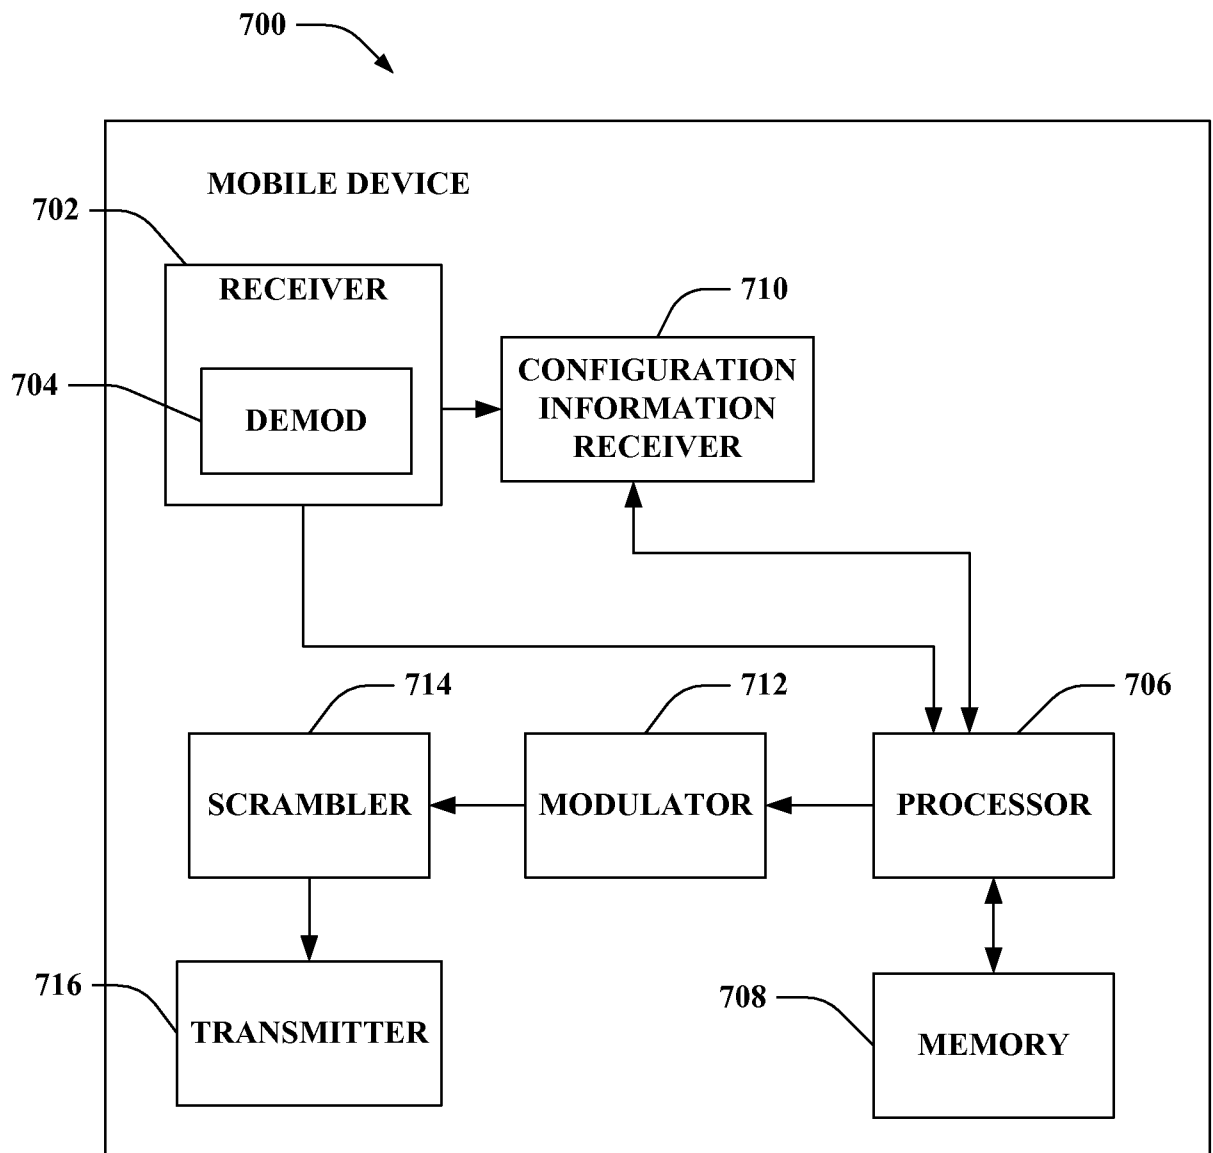 700
MOBILE DEVICE
702
RECEIVER
710
704
DEMOD
CONFIGURATION
INFORMATION
RECEIVER
714
712
706
SCRAMBLER
MODULATOR
PROCESSOR
716
TRANSMITTER
708
MEMORY